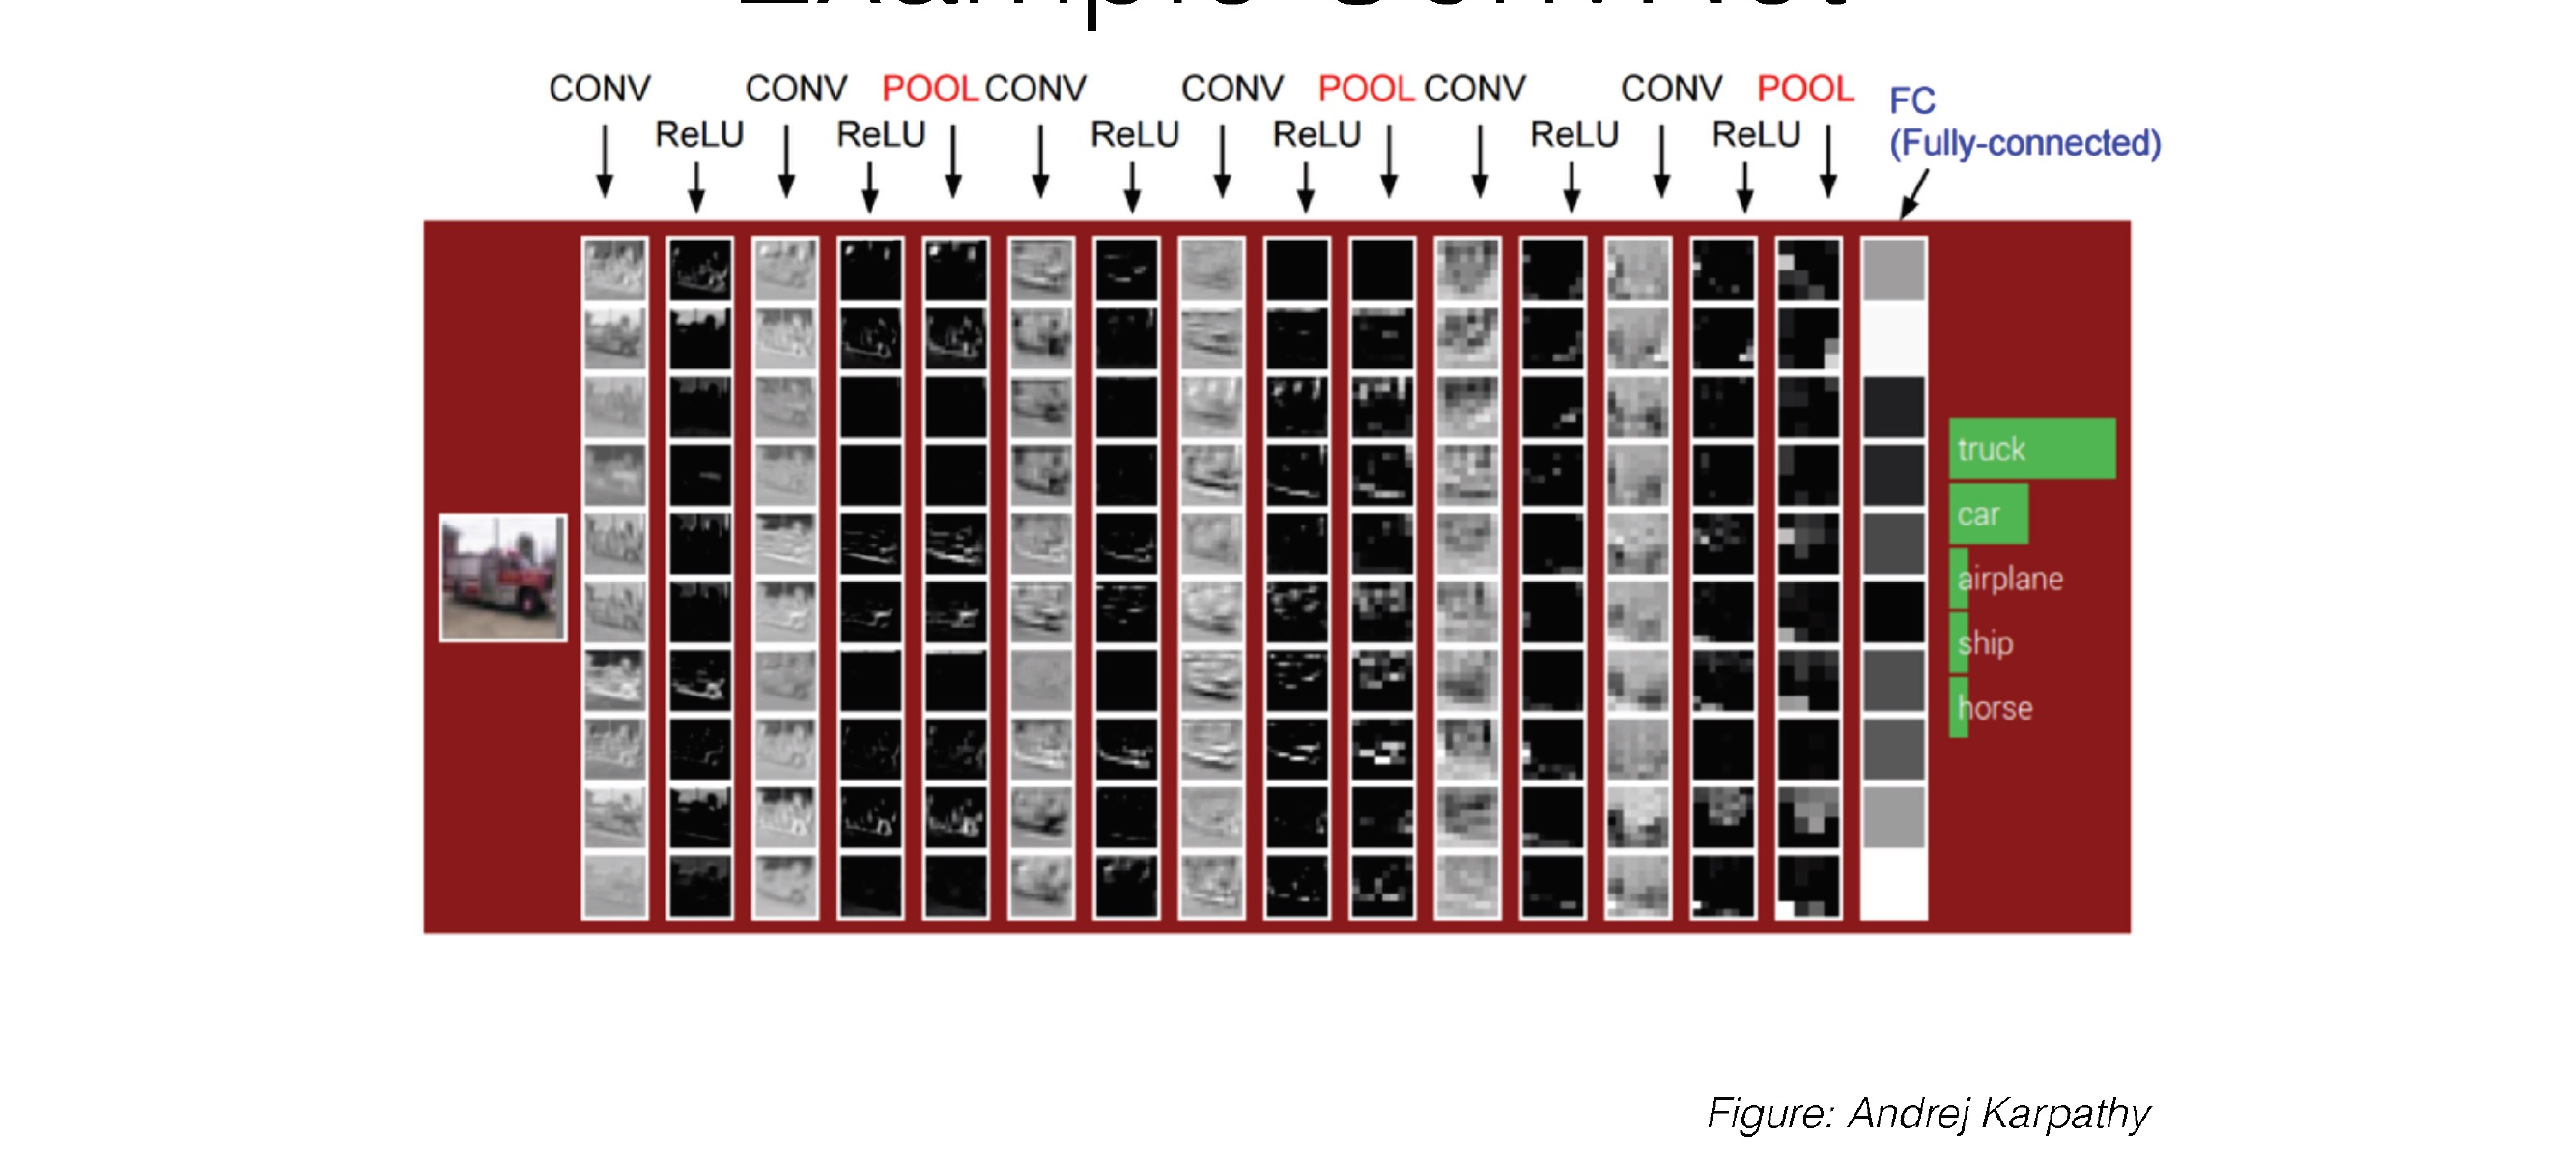 CONV CONV POOL CONV CONV POOL CONV CONV POOL FC
ReLU ReLU ReLU ReLU ReLU ReLU (Fully-connected)
truck
car
airplane
ship
horse
Figure: Andrej Karpathy